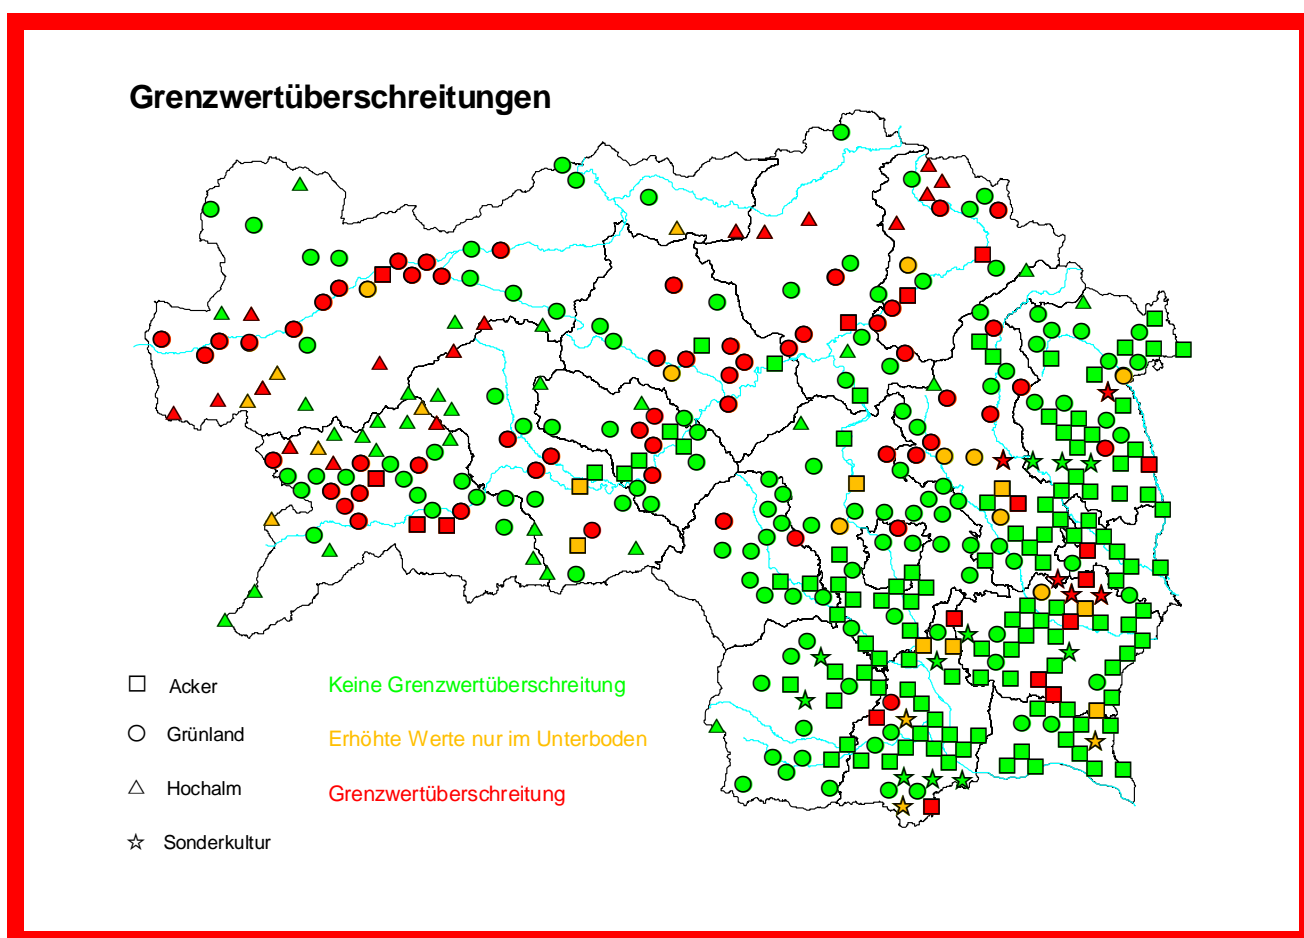 Grenzwertüberschreitungen
Acker
Keine Grenzwertüberschreitung
Grünland
Erhöhte Werte nur im Unterboden
Hochalm
Grenzwertüberschreitung
Sonderkultur